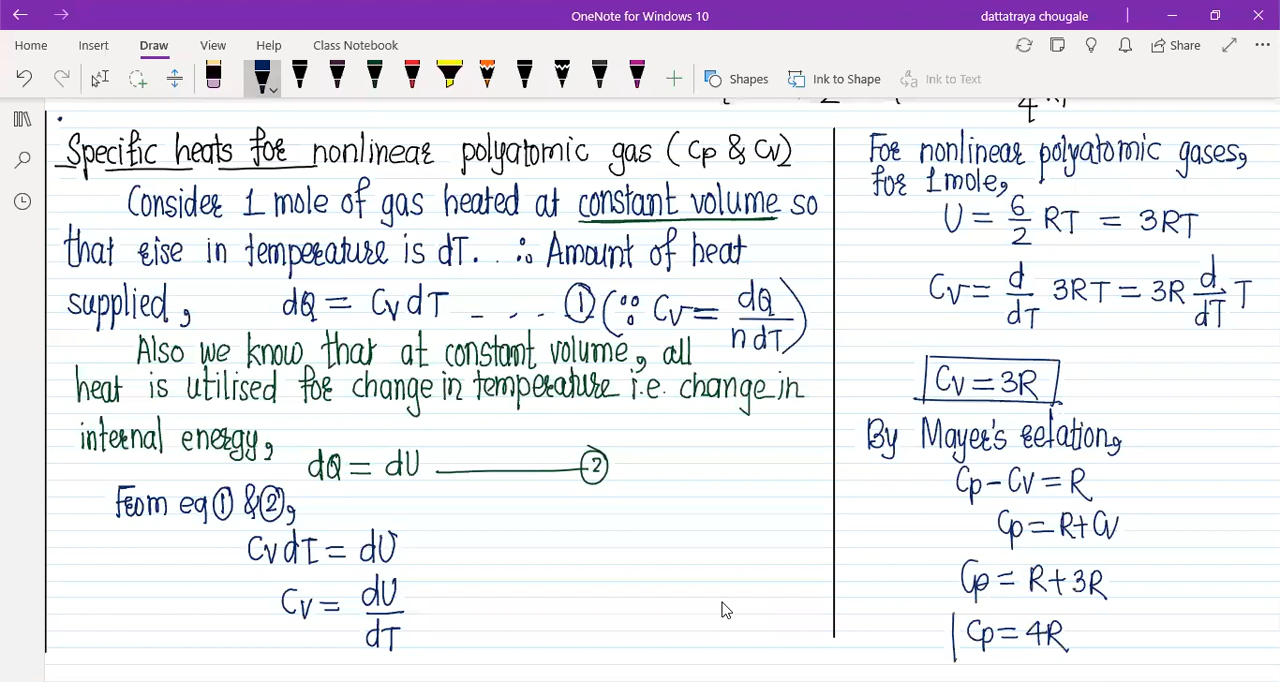 OneNote for Windows 10
dattatraya chougale
Home Insert Draw View Help Class Notebook
Share
Shapes Ink to Shape Ink to Text
Specific heats for nonlinear polyatomic gas (Cp & Cv)
Consider 1 mole of gas heated at constant volume so
that rise in temperature is dT. ∴ Amount of heat
supplied, dQ = CvdT - - - - ① (∵ Cv = dQ/ndT)
Also we know that at constant volume, all
heat is utilised for change in temperature i.e. change in
internal energy,
dQ = dU ———— ②
From eq ① & ②,
CvdT = dU
Cv = dU/dT
For nonlinear polyatomic gases,
for 1 mole,
U = 6/2 RT = 3RT
Cv = d/dT 3RT = 3R d/dT T
Cv = 3R
By Mayer's relation,
Cp - Cv = R
Cp = R + Cv
Cp = R + 3R
Cp = 4R